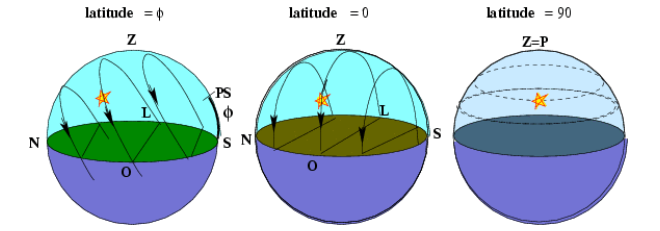 latitude = ϕ
Z
PS
ϕ
L
N
S
O
latitude = 0
Z
L
N
S
O
latitude = 90
Z=P